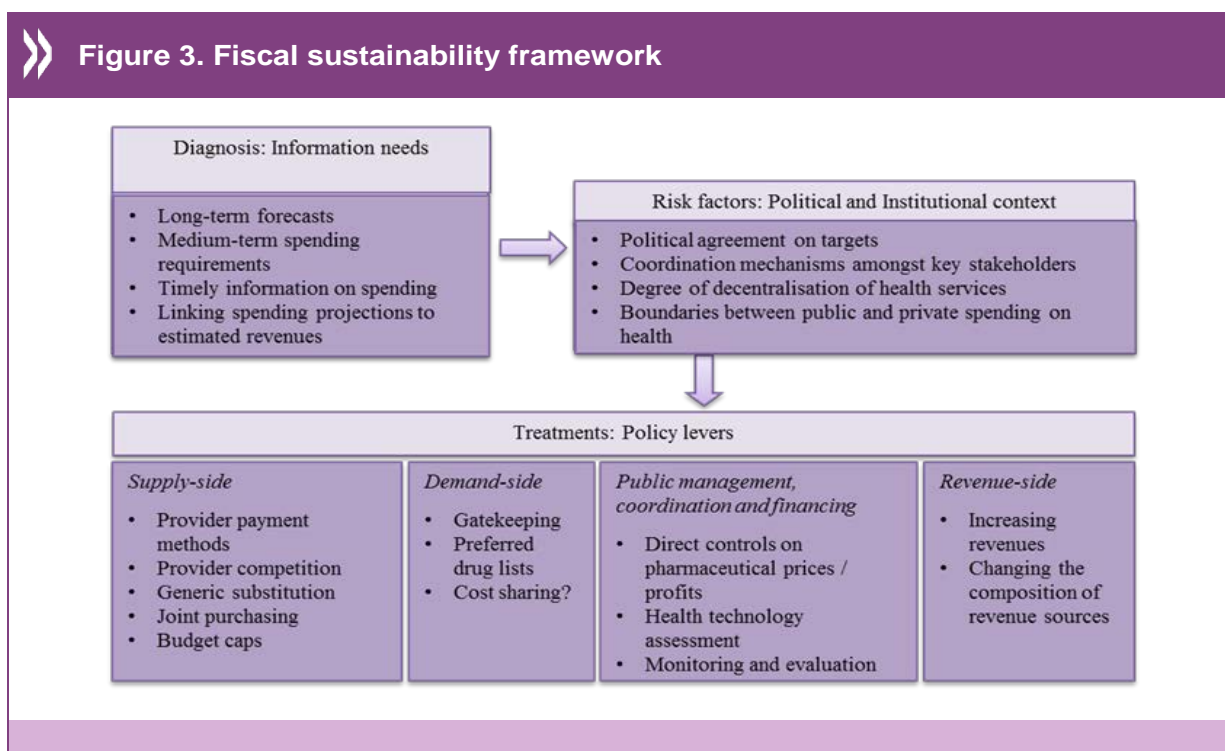 Figure 3. Fiscal sustainability framework
Diagnosis: Information needs
• Long-term forecasts
• Medium-term spending
requirements
• Timely information on spending
• Linking spending projections to
estimated revenues
Risk factors: Political and Institutional context
• Political agreement on targets
• Coordination mechanisms amongst key stakeholders
• Degree of decentralisation of health services
• Boundaries between public and private spending on
health
Treatments: Policy levers
Supply-side
• Provider payment
methods
• Provider competition
• Generic substitution
• Joint purchasing
• Budget caps
Demand-side
• Gatekeeping
• Preferred
drug lists
• Cost sharing?
Public management,
coordination and financing
• Direct controls on
pharmaceutical prices /
profits
• Health technology
assessment
• Monitoring and evaluation
Revenue-side
• Increasing
revenues
• Changing the
composition of
revenue sources